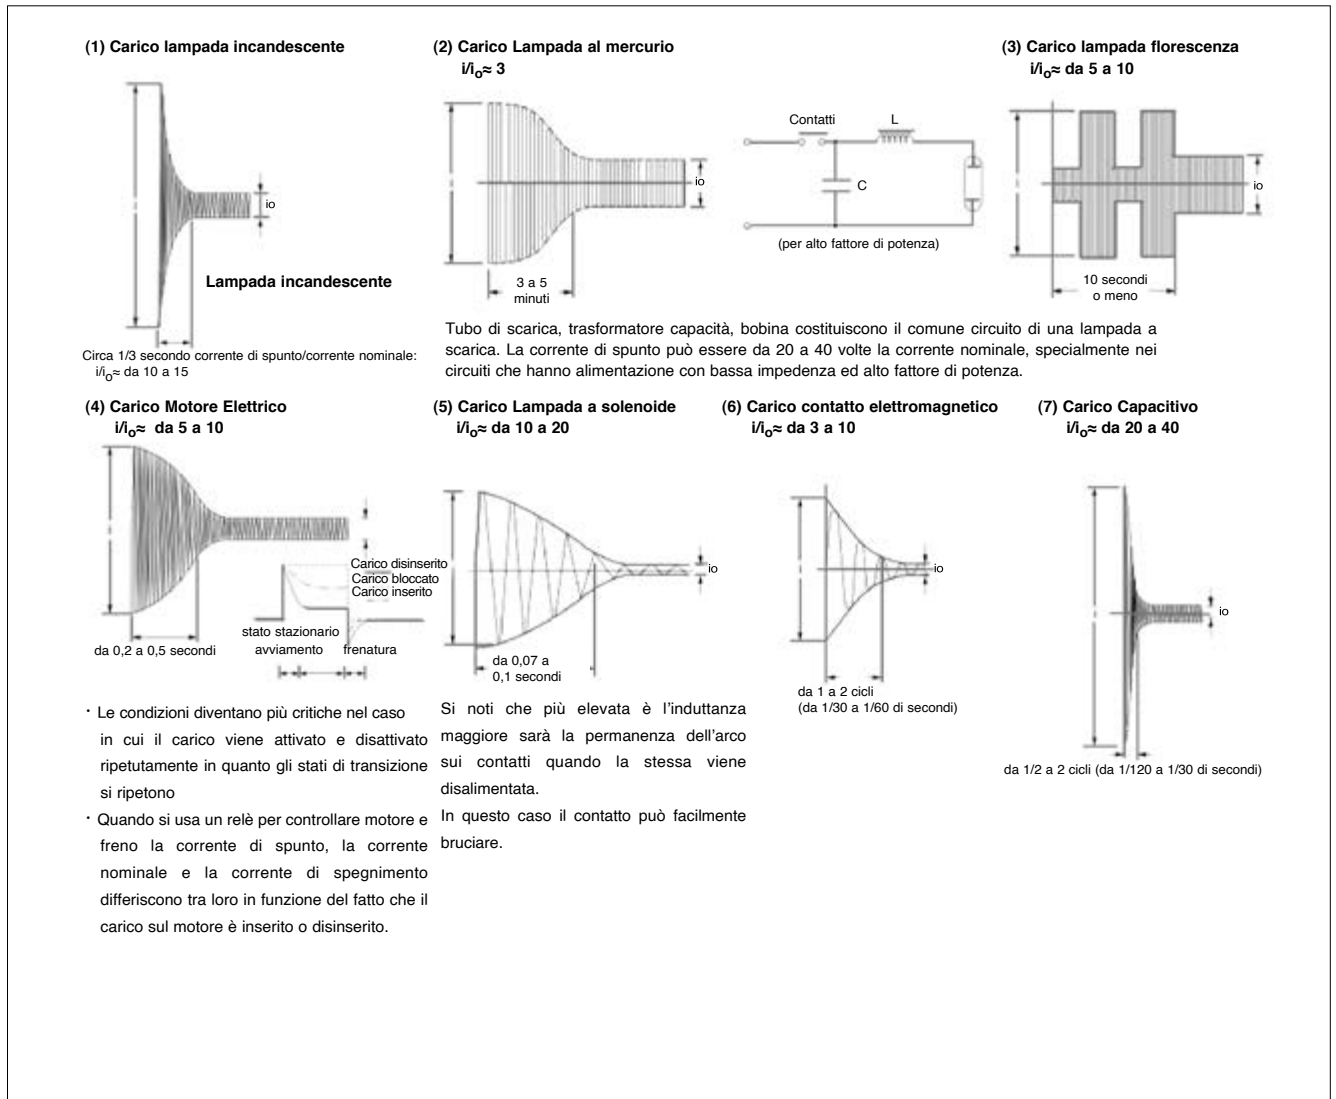 (1) Carico lampada incandescente
io
Lampada incandescente
Circa 1/3 secondo corrente di spunto/corrente nominale:
i/io≈ da 10 a 15
(2) Carico Lampada al mercurio
i/io≈ 3
io
3 a 5
minuti
Contatti
L
C
(per alto fattore di potenza)
(3) Carico lampada florescenza
i/io≈ da 5 a 10
io
10 secondi
o meno
Tubo di scarica, trasformatore capacità, bobina costituiscono il comune circuito di una lampada a
scarica. La corrente di spunto può essere da 20 a 40 volte la corrente nominale, specialmente nei
circuiti che hanno alimentazione con bassa impedenza ed alto fattore di potenza.
(4) Carico Motore Elettrico
i/io≈ da 5 a 10
da 0,2 a 0,5 secondi
Carico disinserito
Carico bloccato
Carico inserito
stato stazionario
avviamento frenatura
· Le condizioni diventano più critiche nel caso
in cui il carico viene attivato e disattivato
ripetutamente in quanto gli stati di transizione
si ripetono
· Quando si usa un relè per controllare motore e
freno la corrente di spunto, la corrente
nominale e la corrente di spegnimento
differiscono tra loro in funzione del fatto che il
carico sul motore è inserito o disinserito.
(5) Carico Lampada a solenoide
i/io≈ da 10 a 20
io
da 0,07 a
0,1 secondi
Si noti che più elevata è l'induttanza
maggiore sarà la permanenza dell'arco
sui contatti quando la stessa viene
disalimentata.
In questo caso il contatto può facilmente
bruciare.
(6) Carico contatto elettromagnetico
i/io≈ da 3 a 10
io
da 1 a 2 cicli
(da 1/30 a 1/60 di secondi)
(7) Carico Capacitivo
i/io≈ da 20 a 40
io
da 1/2 a 2 cicli (da 1/120 a 1/30 di secondi)